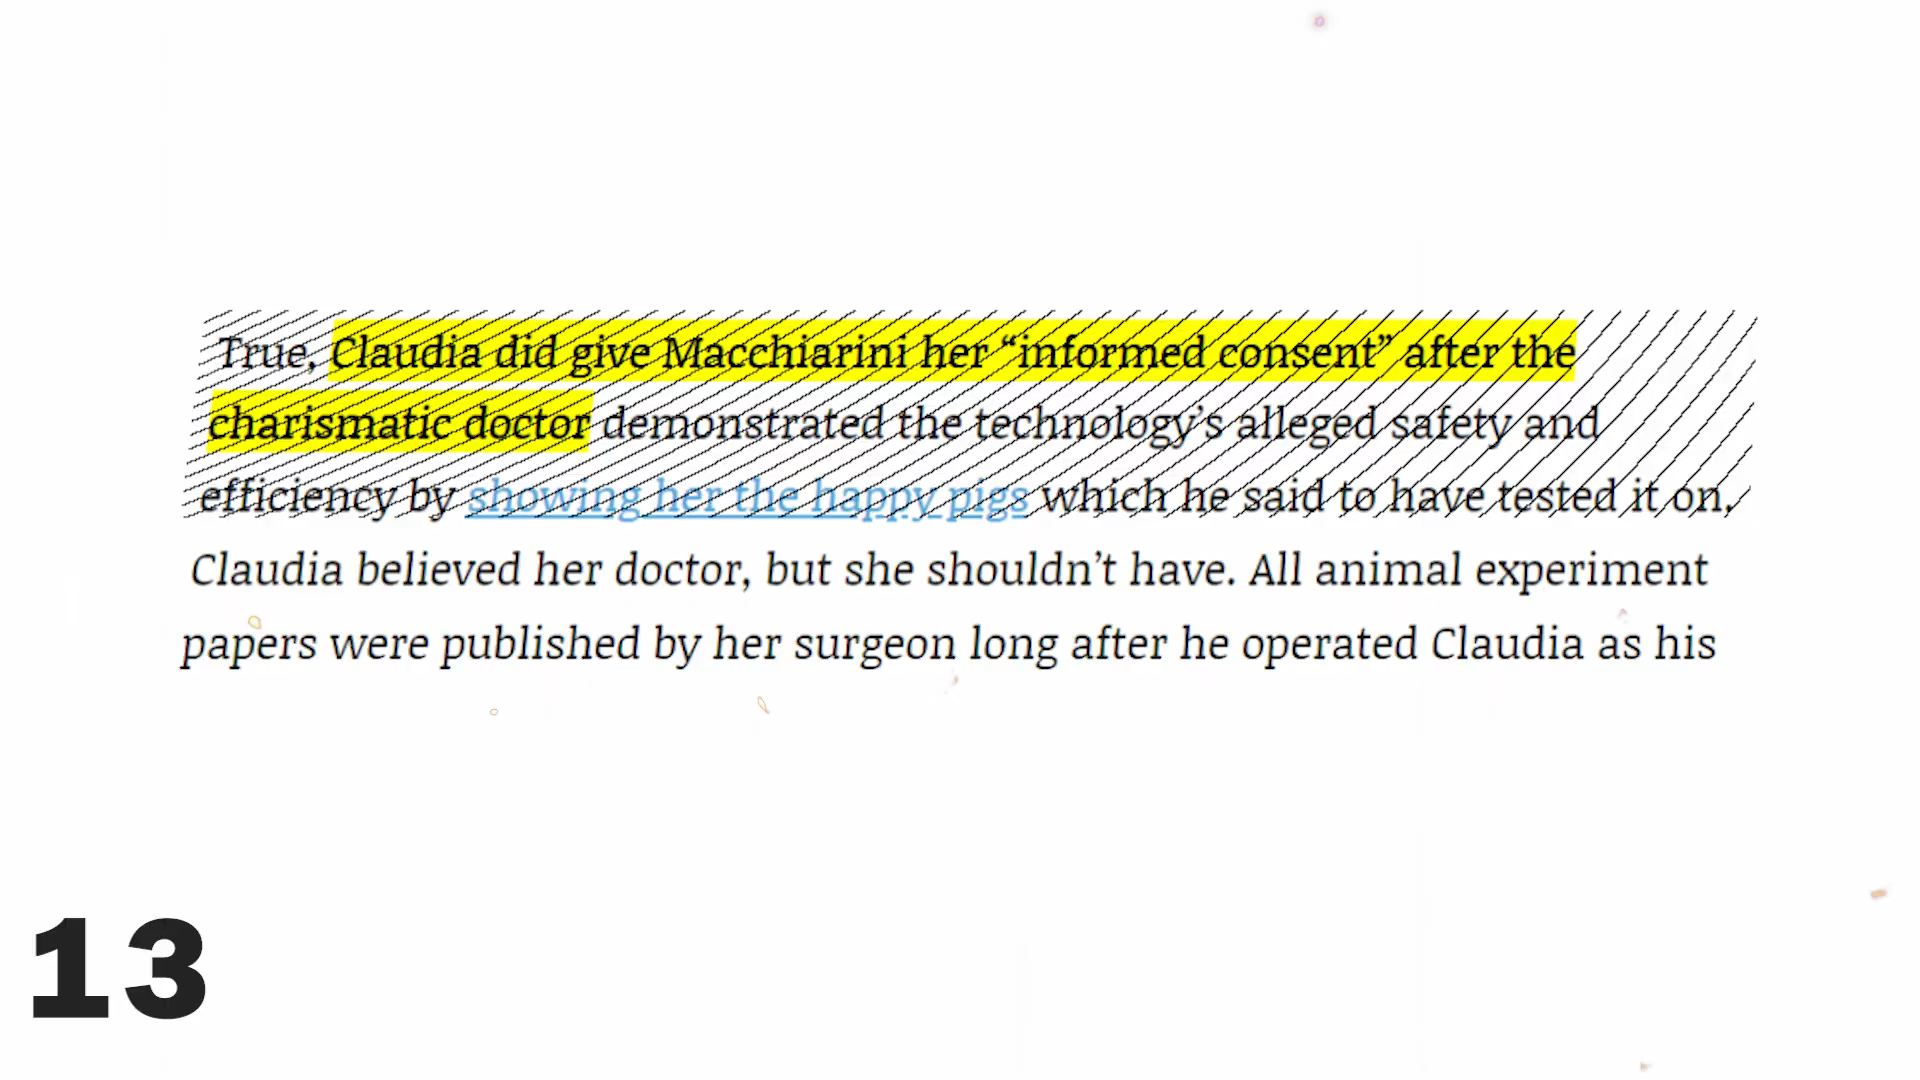 True, Claudia did give Macchiarini her “informed consent” after the
charismatic doctor demonstrated the technology’s alleged safety and
efficiency by showing her the happy pigs which he said to have tested it on.
Claudia believed her doctor, but she shouldn’t have. All animal experiment
papers were published by her surgeon long after he operated Claudia as his
13